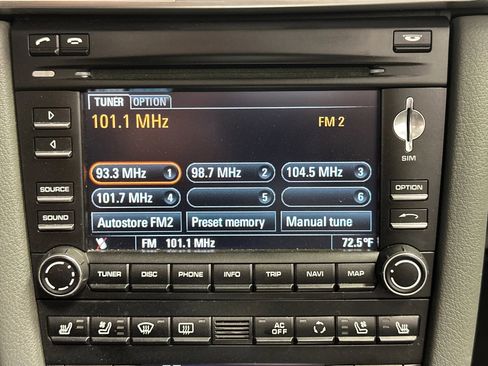 TUNER OPTION
101.1 MHz FM 2
93.3 MHz 1 98.7 MHz 2 104.5 MHz 3
101.7 MHz 4 5 6
Autostore FM2 Preset memory Manual tune
FM 101.1 MHz 72.5°F
SIM
SOURCE
OPTION
SOUND
TUNER DISC PHONE INFO TRIP NAVI MAP
AC OFF